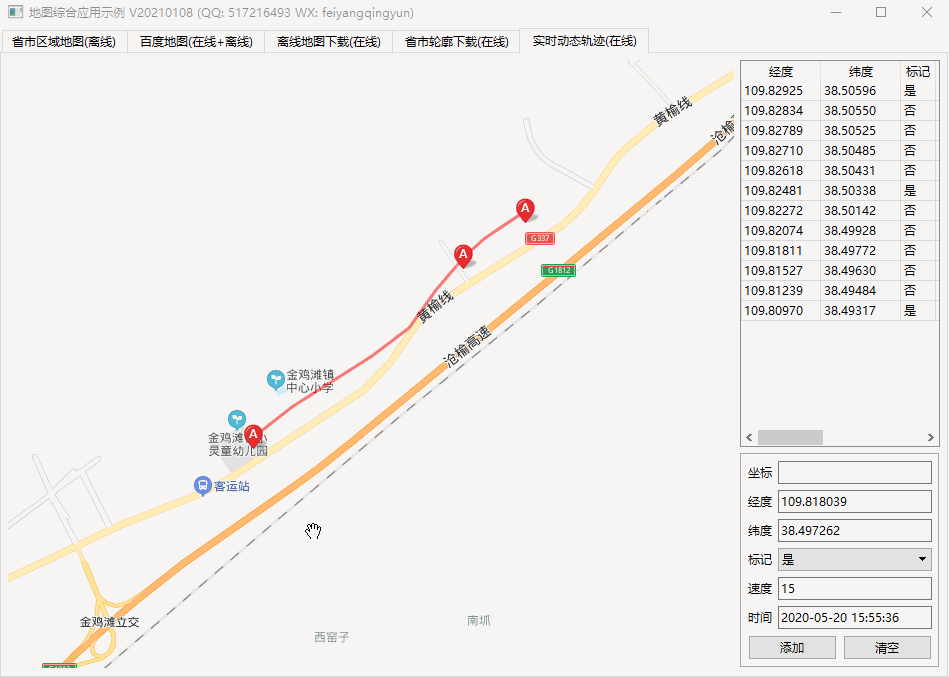 地图综合应用示例 V20210108 (QQ: 517216493 WX: feiyangqingyun)
省市区域地图(离线) 百度地图(在线+离线) 离线地图下载(在线) 省市轮廓下载(在线) 实时动态轨迹(在线)
黄榆线
沧榆
A
G337
A
G1812
黄榆线
沧榆高速
金鸡滩镇
中心小学
A
金鸡滩
灵童幼儿园
客运站
金鸡滩立交
西窑子
南坬
经度 纬度 标记
109.82925 38.50596 是
109.82834 38.50550 否
109.82789 38.50525 否
109.82710 38.50485 否
109.82618 38.50431 否
109.82481 38.50338 是
109.82272 38.50142 否
109.82074 38.49928 否
109.81811 38.49772 否
109.81527 38.49630 否
109.81239 38.49484 否
109.80970 38.49317 是
坐标
经度 109.818039
纬度 38.497262
标记 是
速度 15
时间 2020-05-20 15:55:36
添加 清空